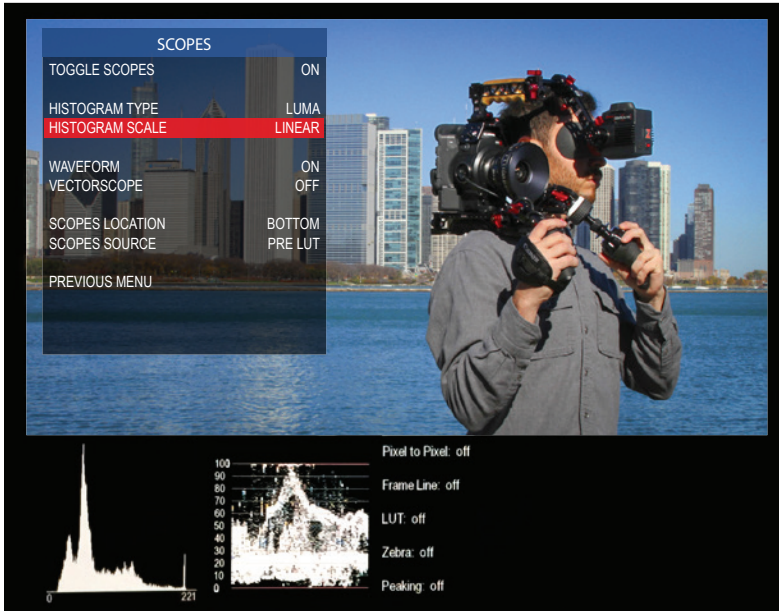 SCOPES
TOGGLE SCOPES ON
HISTOGRAM TYPE LUMA
HISTOGRAM SCALE LINEAR
WAVEFORM ON
VECTORSCOPE OFF
SCOPES LOCATION BOTTOM
SCOPES SOURCE PRE LUT
PREVIOUS MENU
0 221
100
90
80
70
60
50
40
30
20
10
0
Pixel to Pixel: off
Frame Line: off
LUT: off
Zebra: off
Peaking: off